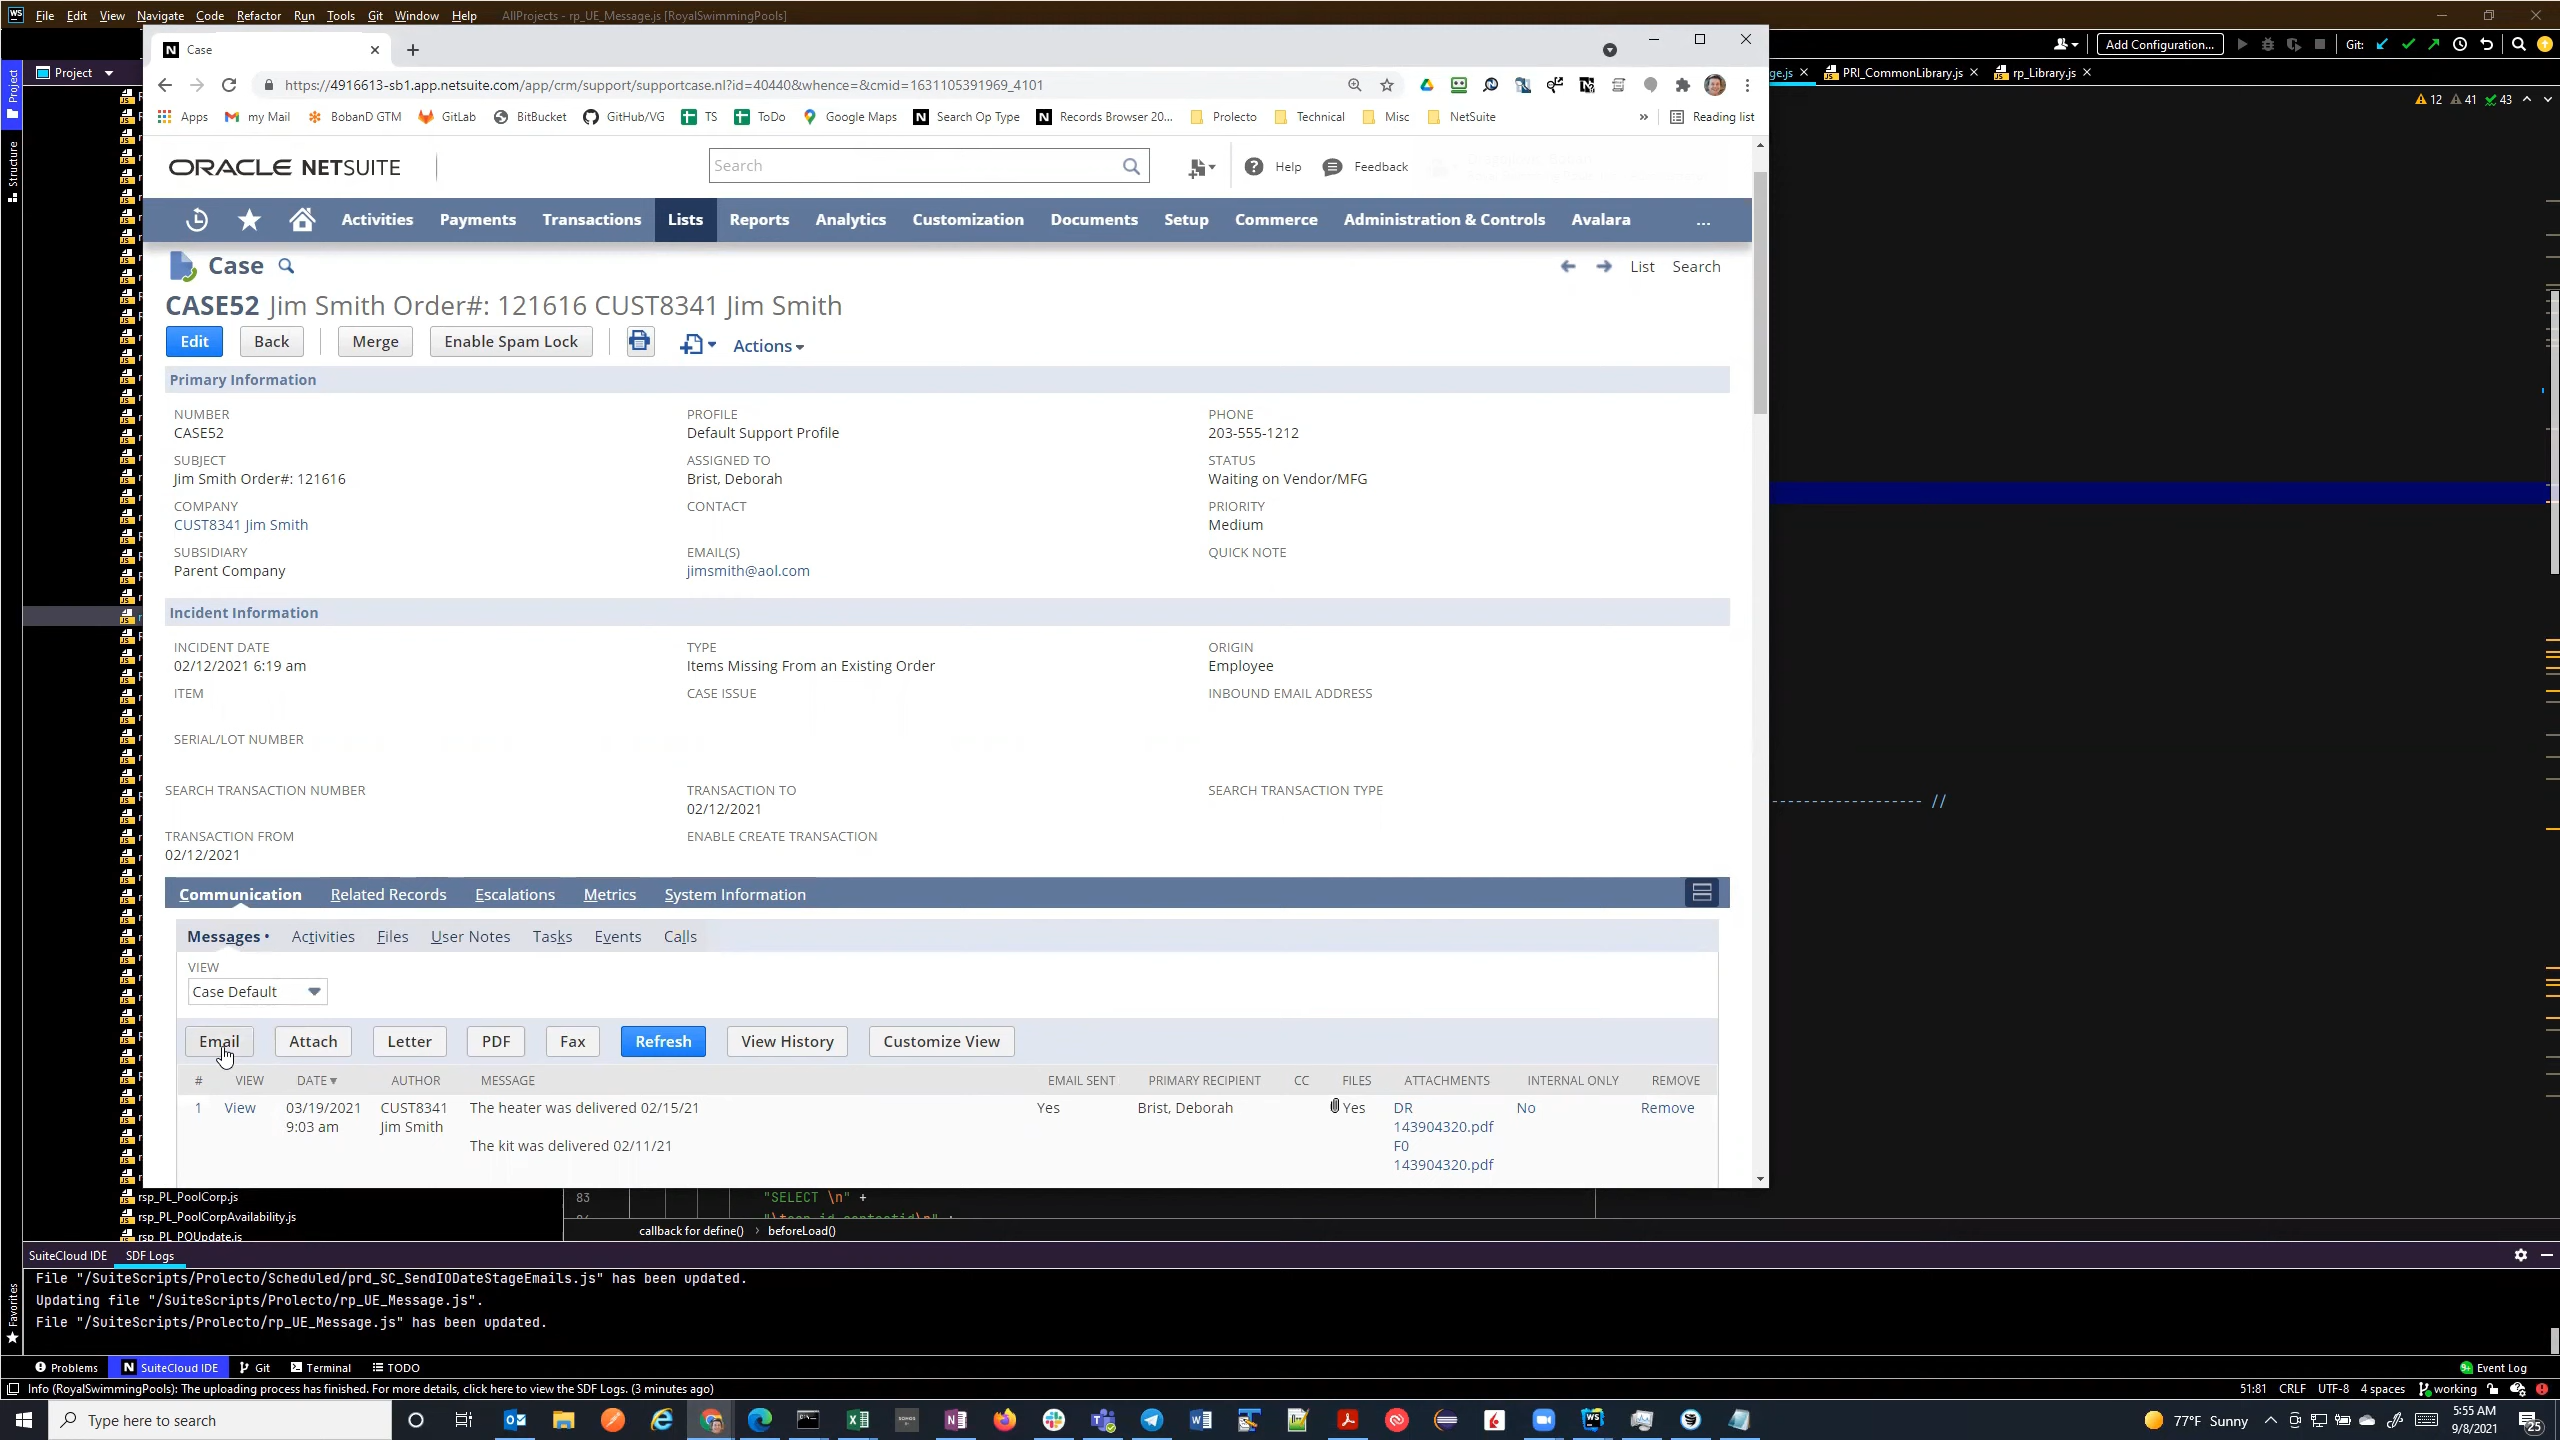 WS File Edit View Navigate Code Refactor Run Tools Git Window Help AllProjects - rp_UE_Message.js [RoyalSwimmingPools]
Case
Add Configuration...
Git:
Project
ge.js PRI_CommonLibrary.js rp_Library.js
https://4916613-sb1.app.netsuite.com/app/crm/support/supportcase.nl?id=40440&whence=&cmid=1631105391969_4101
12 41 43
Apps my Mail BobanD GTM GitLab BitBucket GitHub/VG TS ToDo Google Maps Search Op Type Records Browser 20... Prolecto Technical Misc NetSuite » Reading list
Project
Structure
ORACLE NETSUITE
Search
Help Feedback
Activities Payments Transactions Lists Reports Analytics Customization Documents Setup Commerce Administration & Controls Avalara ...
Case
List Search
CASE52 Jim Smith Order#: 121616 CUST8341 Jim Smith
Edit Back Merge Enable Spam Lock Actions
Primary Information
NUMBER PROFILE PHONE
CASE52 Default Support Profile 203-555-1212
SUBJECT ASSIGNED TO STATUS
Jim Smith Order#: 121616 Brist, Deborah Waiting on Vendor/MFG
COMPANY CONTACT PRIORITY
CUST8341 Jim Smith Medium
SUBSIDIARY EMAIL(S) QUICK NOTE
Parent Company jimsmith@aol.com
Incident Information
INCIDENT DATE TYPE ORIGIN
02/12/2021 6:19 am Items Missing From an Existing Order Employee
ITEM CASE ISSUE INBOUND EMAIL ADDRESS
SERIAL/LOT NUMBER
SEARCH TRANSACTION NUMBER TRANSACTION TO SEARCH TRANSACTION TYPE
02/12/2021
------------------- //
TRANSACTION FROM ENABLE CREATE TRANSACTION
02/12/2021
Communication Related Records Escalations Metrics System Information
Messages • Activities Files User Notes Tasks Events Calls
VIEW
Case Default
Email Attach Letter PDF Fax Refresh View History Customize View
# VIEW DATE AUTHOR MESSAGE EMAIL SENT PRIMARY RECIPIENT CC FILES ATTACHMENTS INTERNAL ONLY REMOVE
1 View 03/19/2021 CUST8341 The heater was delivered 02/15/21 Yes Brist, Deborah Yes DR No Remove
9:03 am Jim Smith 143904320.pdf
The kit was delivered 02/11/21 F0
143904320.pdf
rsp_PL_PoolCorp.js 83 "SELECT \n" +
rsp_PL_PoolCorpAvailability.js
rsp_PL_POUpdate.js callback for define() › beforeLoad()
SuiteCloud IDE SDF Logs
File "/SuiteScripts/Prolecto/Scheduled/prd_SC_SendIODateStageEmails.js" has been updated.
Updating file "/SuiteScripts/Prolecto/rp_UE_Message.js".
File "/SuiteScripts/Prolecto/rp_UE_Message.js" has been updated.
Favorites
Problems SuiteCloud IDE Git Terminal TODO Event Log
Info (RoyalSwimmingPools): The uploading process has finished. For more details, click here to view the SDF Logs. (3 minutes ago) 51:81 CRLF UTF-8 4 spaces working
Type here to search
77°F Sunny
5:55 AM
9/8/2021
25